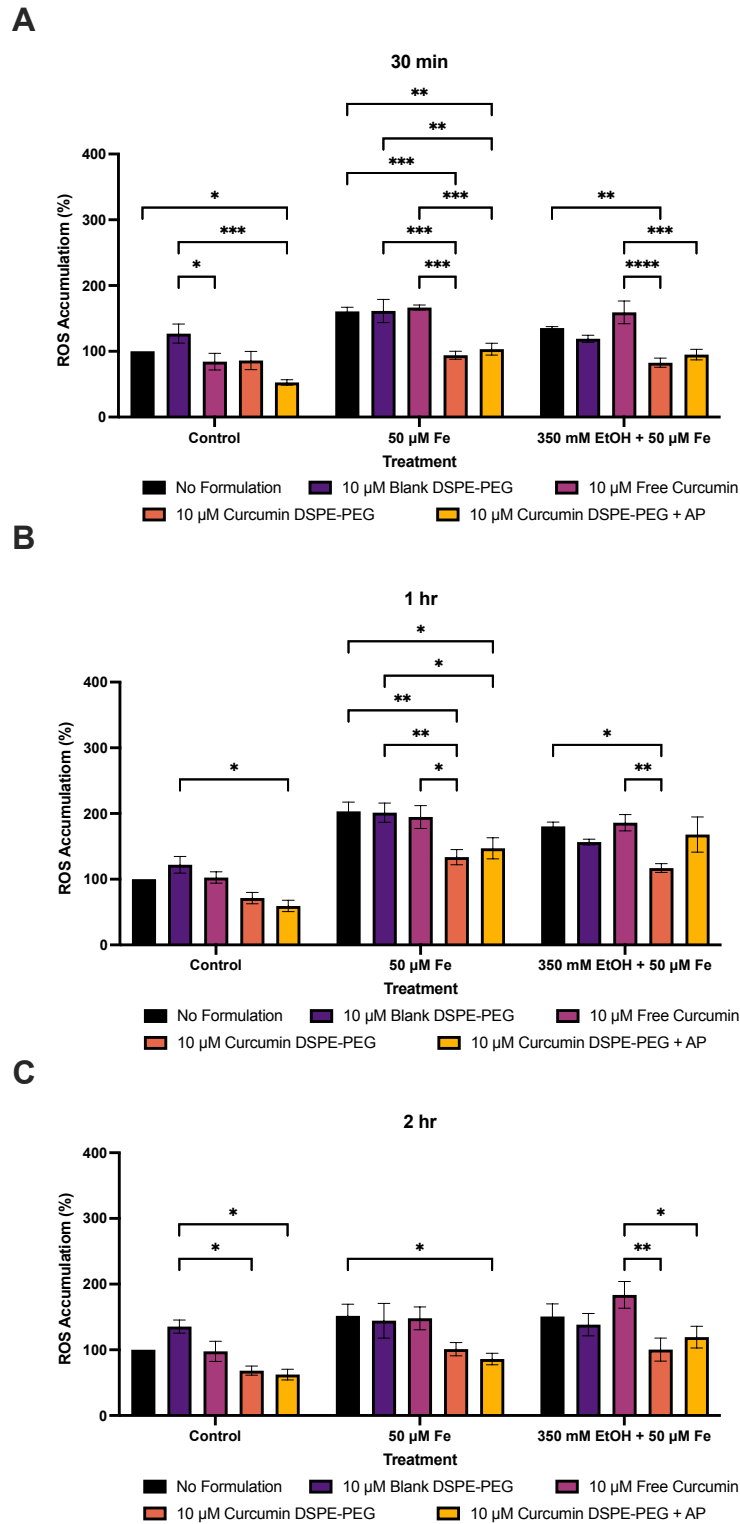 A
30 min
**
**
***
*
***
**
***
***
***
*
***
****
400
300
200
100
0
ROS Accumulatiom (%)
Control
50 µM Fe
350 mM EtOH + 50 µM Fe
Treatment
No Formulation
10 µM Blank DSPE-PEG
10 µM Free Curcumin
10 µM Curcumin DSPE-PEG
10 µM Curcumin DSPE-PEG + AP
B
1 hr
*
*
**
**
*
*
*
**
400
300
200
100
0
ROS Accumulatiom (%)
Control
50 µM Fe
350 mM EtOH + 50 µM Fe
Treatment
No Formulation
10 µM Blank DSPE-PEG
10 µM Free Curcumin
10 µM Curcumin DSPE-PEG
10 µM Curcumin DSPE-PEG + AP
C
2 hr
*
*
*
*
**
400
300
200
100
0
ROS Accumulatiom (%)
Control
50 µM Fe
350 mM EtOH + 50 µM Fe
Treatment
No Formulation
10 µM Blank DSPE-PEG
10 µM Free Curcumin
10 µM Curcumin DSPE-PEG
10 µM Curcumin DSPE-PEG + AP